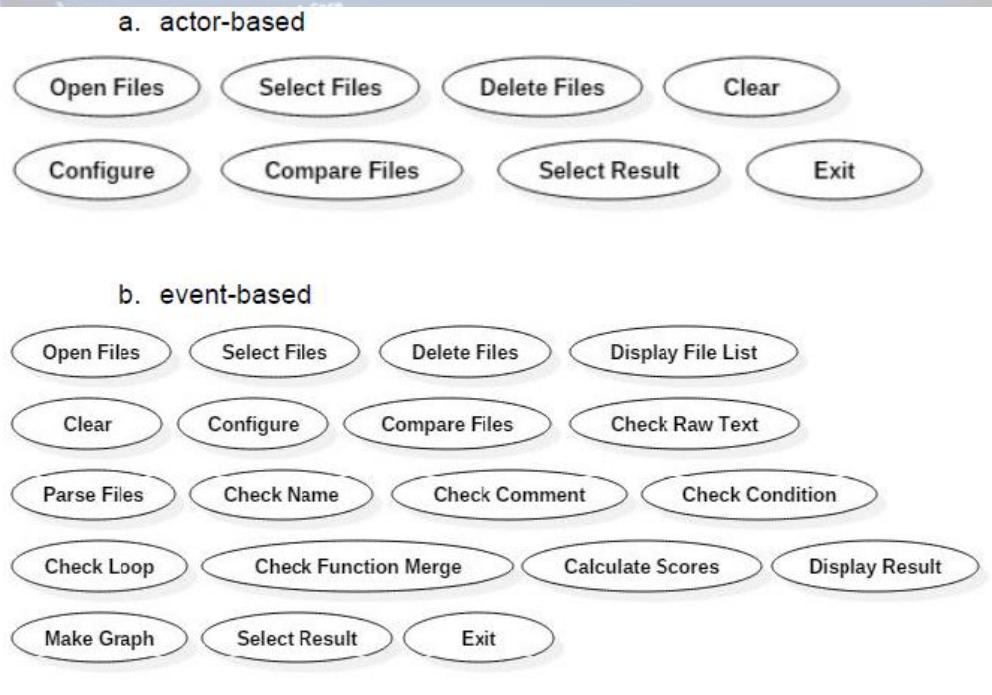 a. actor-based
Open Files Select Files Delete Files Clear
Configure Compare Files Select Result Exit
b. event-based
Open Files Select Files Delete Files Display File List
Clear Configure Compare Files Check Raw Text
Parse Files Check Name Check Comment Check Condition
Check Loop Check Function Merge Calculate Scores Display Result
Make Graph Select Result Exit